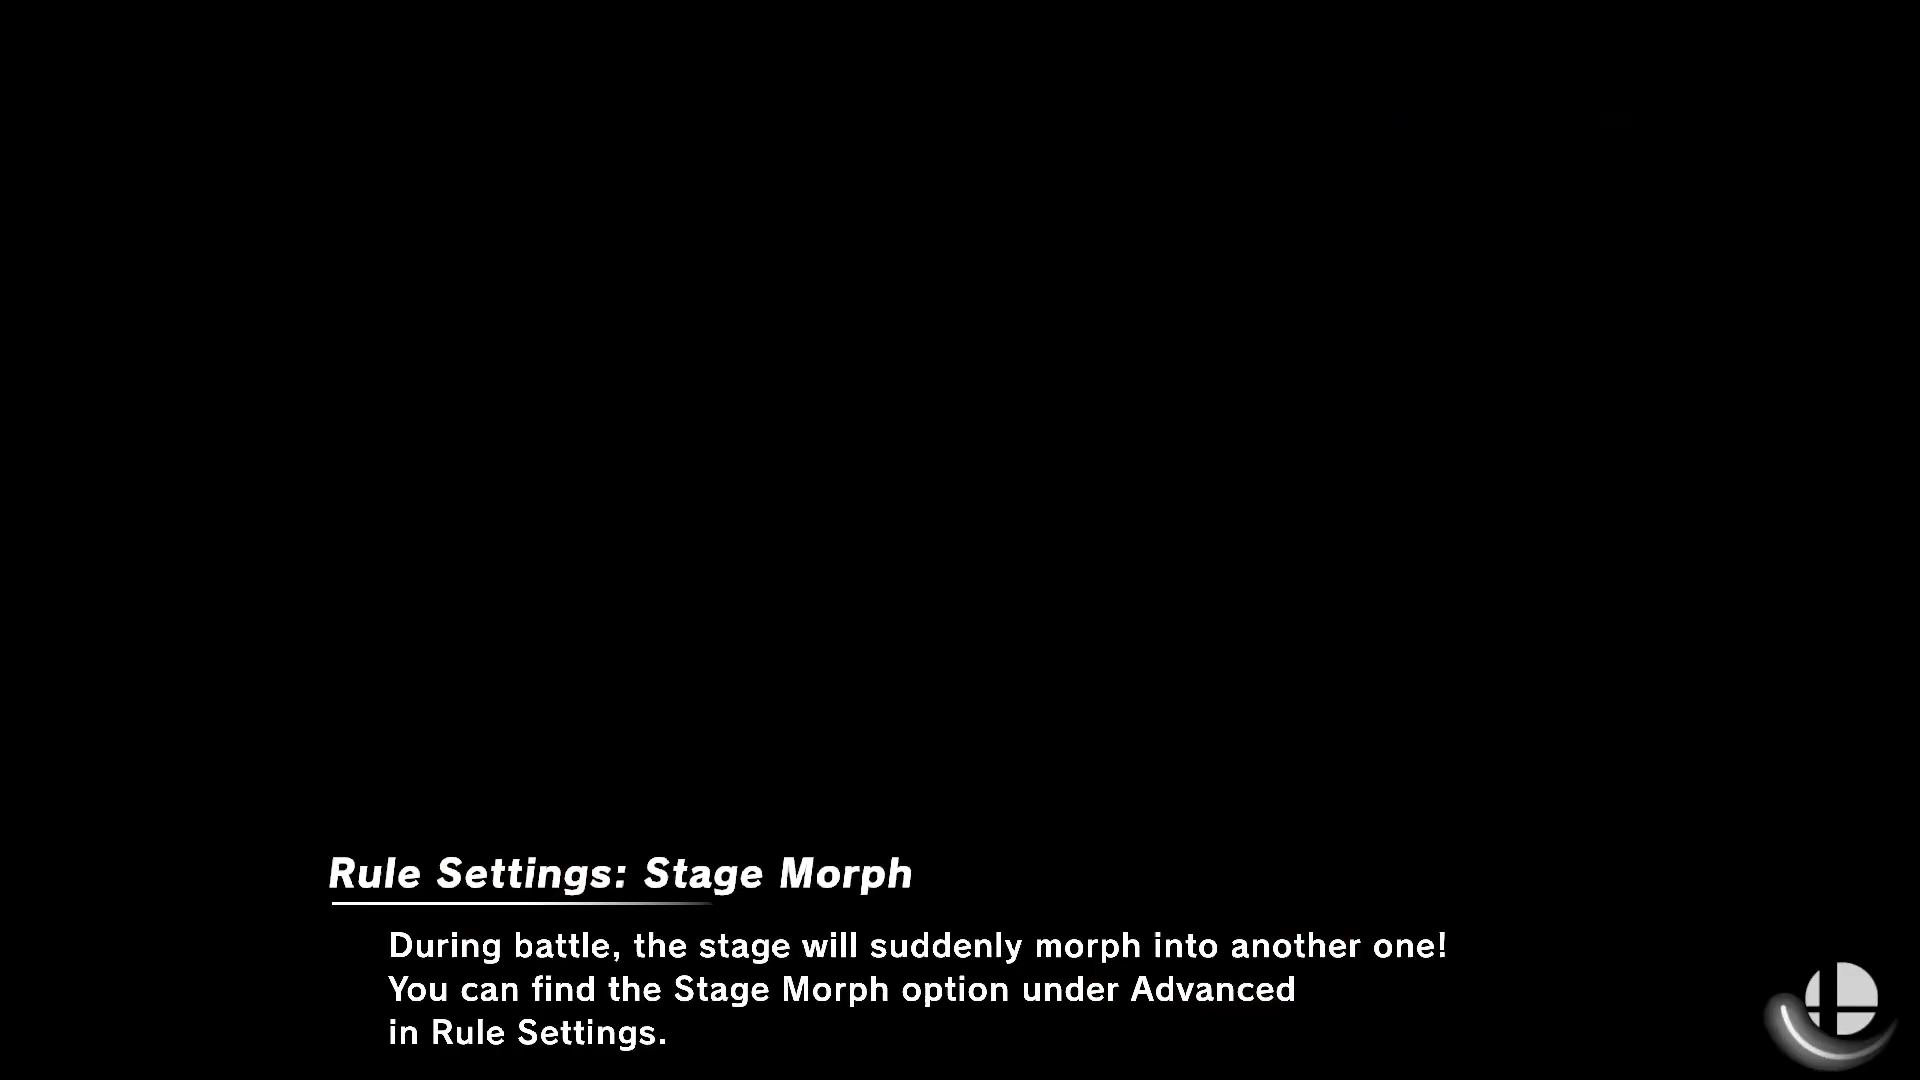 Rule Settings: Stage Morph
During battle, the stage will suddenly morph into another one!
You can find the Stage Morph option under Advanced
in Rule Settings.